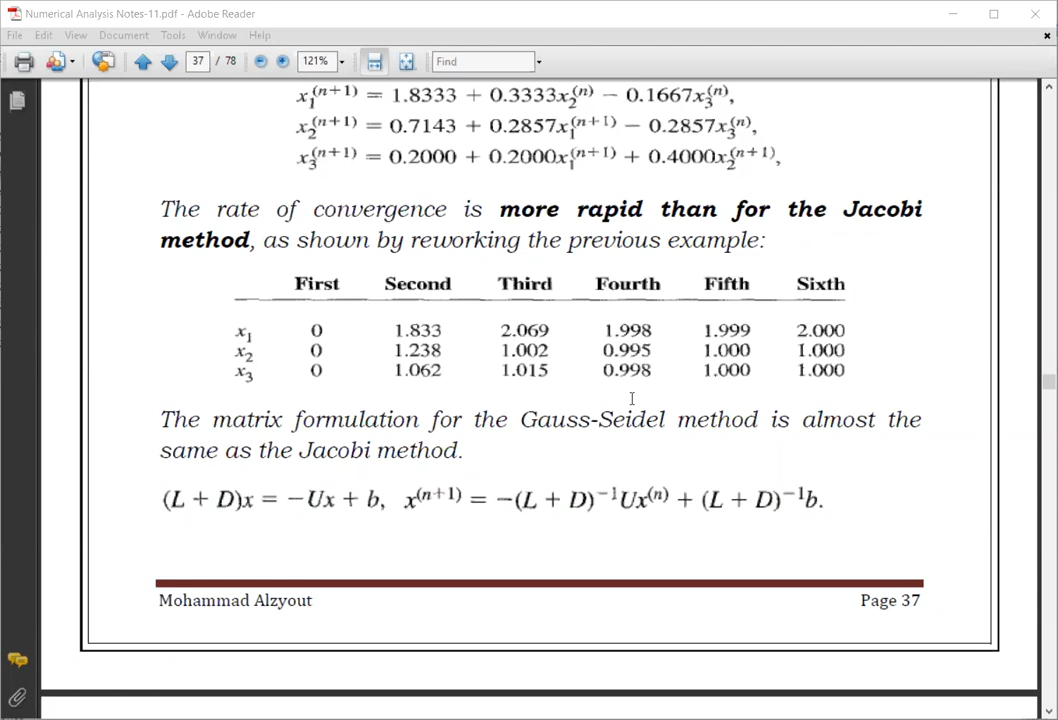 Numerical Analysis Notes-11.pdf - Adobe Reader
File Edit View Document Tools Window Help
37 / 78 121% Find
x₁⁽ⁿ⁺¹⁾ = 1.8333 + 0.3333x₂⁽ⁿ⁾ − 0.1667x₃⁽ⁿ⁾,
x₂⁽ⁿ⁺¹⁾ = 0.7143 + 0.2857x₁⁽ⁿ⁺¹⁾ − 0.2857x₃⁽ⁿ⁾,
x₃⁽ⁿ⁺¹⁾ = 0.2000 + 0.2000x₁⁽ⁿ⁺¹⁾ + 0.4000x₂⁽ⁿ⁺¹⁾,
The rate of convergence is more rapid than for the Jacobi
method, as shown by reworking the previous example:
First Second Third Fourth Fifth Sixth
x₁ 0 1.833 2.069 1.998 1.999 2.000
x₂ 0 1.238 1.002 0.995 1.000 1.000
x₃ 0 1.062 1.015 0.998 1.000 1.000
The matrix formulation for the Gauss-Seidel method is almost the
same as the Jacobi method.
(L + D)x = −Ux + b, x⁽ⁿ⁺¹⁾ = −(L + D)⁻¹Ux⁽ⁿ⁾ + (L + D)⁻¹b.
Mohammad Alzyout Page 37